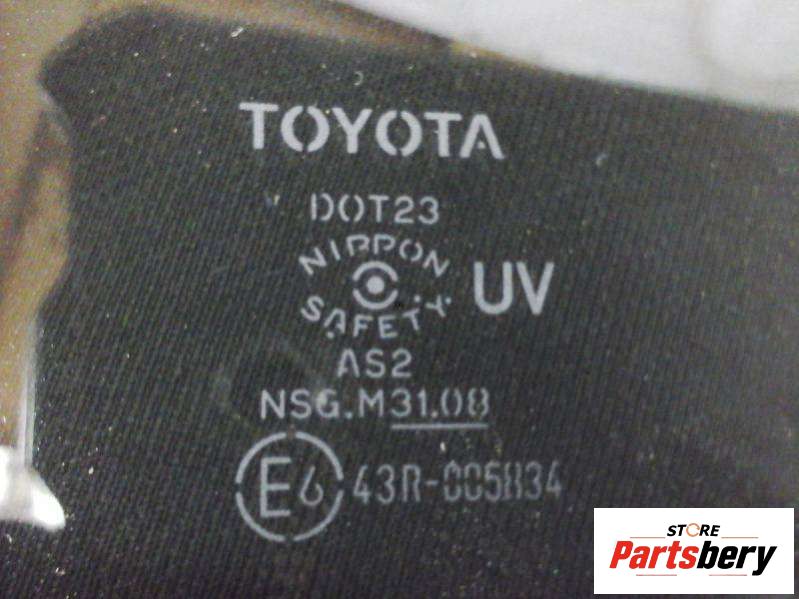 TOYOTA
DOT23
NIPPON
SAFETY
UV
AS2
NSG.M31.08
E6 43R-005834
STORE
Partsbery